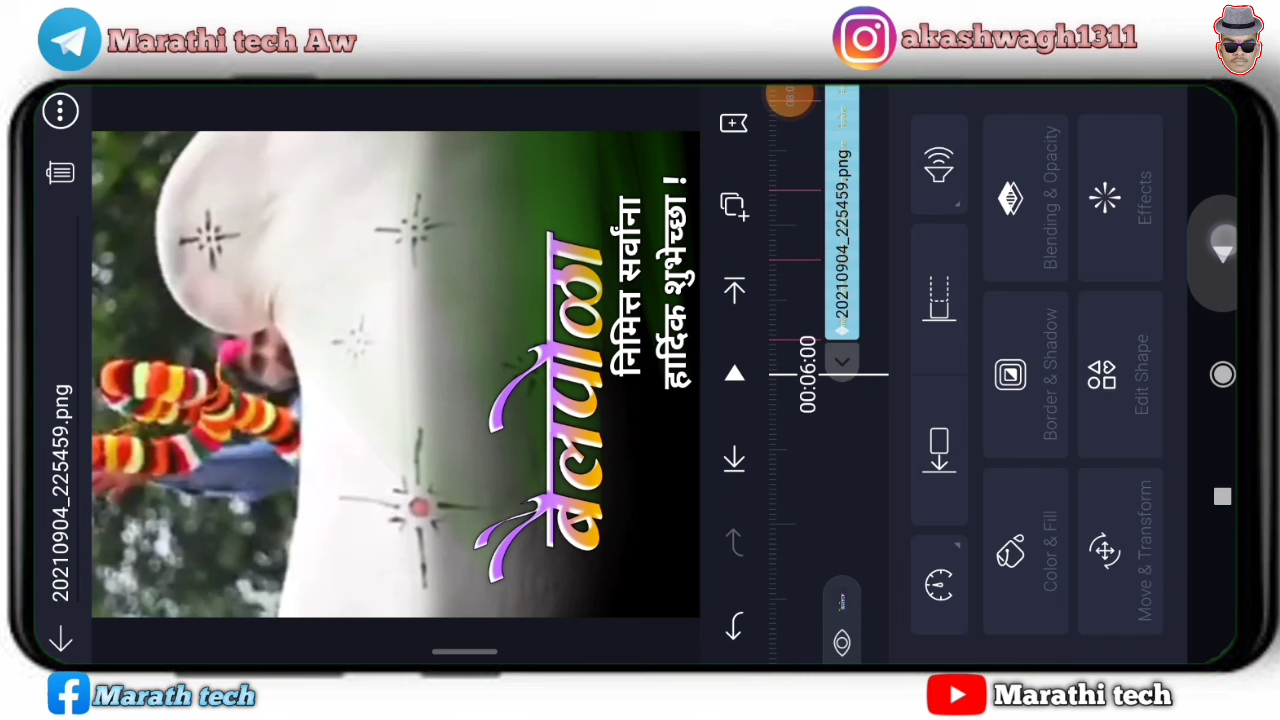 Marathi tech Aw
akashwagh1311
20210904_225459.png
बैलपोळा
निमित्त सर्वांना
हार्दिक शुभेच्छा !
00:06:00
20210904_225459.png
Blending & Opacity
Effects
Border & Shadow
Edit Shape
Color & Fill
Move & Transform
Marath tech
Marathi tech